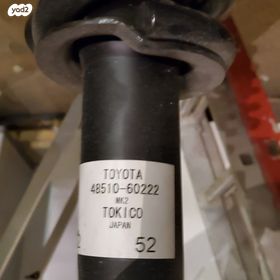 yad2
TOYOTA
48510-60222
MK2
TOKICO
JAPAN
52